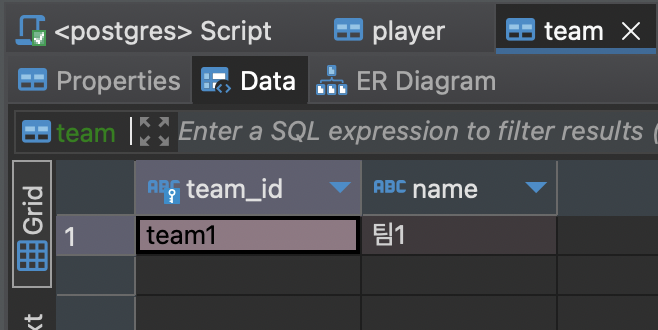 <postgres> Script player team
Properties Data ER Diagram
team Enter a SQL expression to filter results (
ABC team_id ABC name
Grid
1 team1 팀1
xt